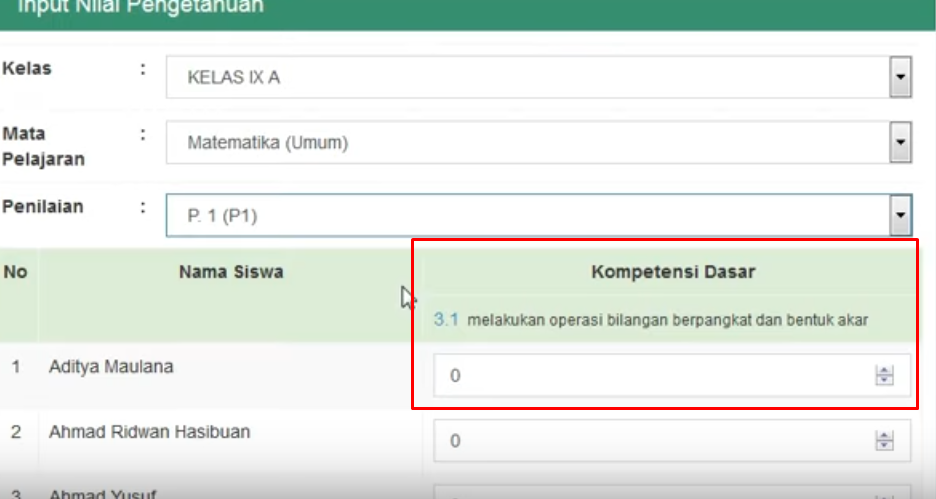 Input Nilai Pengetahuan
Kelas : KELAS IX A
Mata Pelajaran : Matematika (Umum)
Penilaian : P. 1 (P1)
No Nama Siswa Kompetensi Dasar
3.1 melakukan operasi bilangan berpangkat dan bentuk akar
1 Aditya Maulana 0
2 Ahmad Ridwan Hasibuan 0
3 Ahmad Yusuf